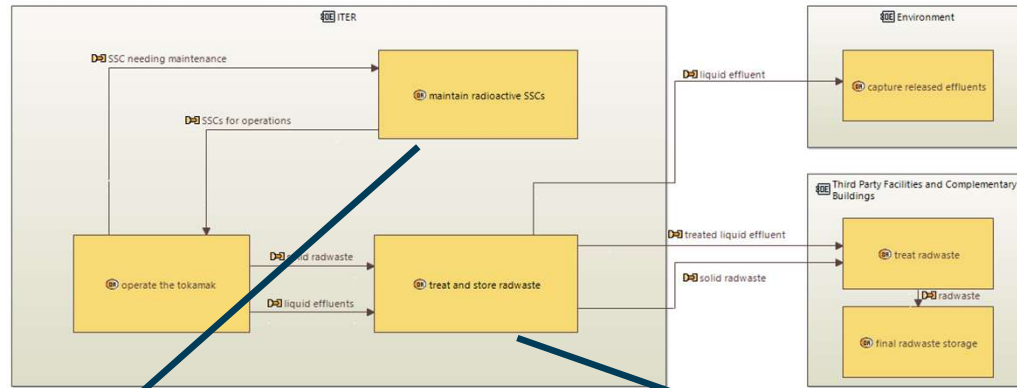 ITER
SSC needing maintenance
maintain radioactive SSCs
SSCs for operations
operate the tokamak
solid radwaste
liquid effluents
treat and store radwaste
Environment
liquid effluent
capture released effluents
Third Party Facilities and Complementary
Buildings
treated liquid effluent
solid radwaste
treat radwaste
radwaste
final radwaste storage